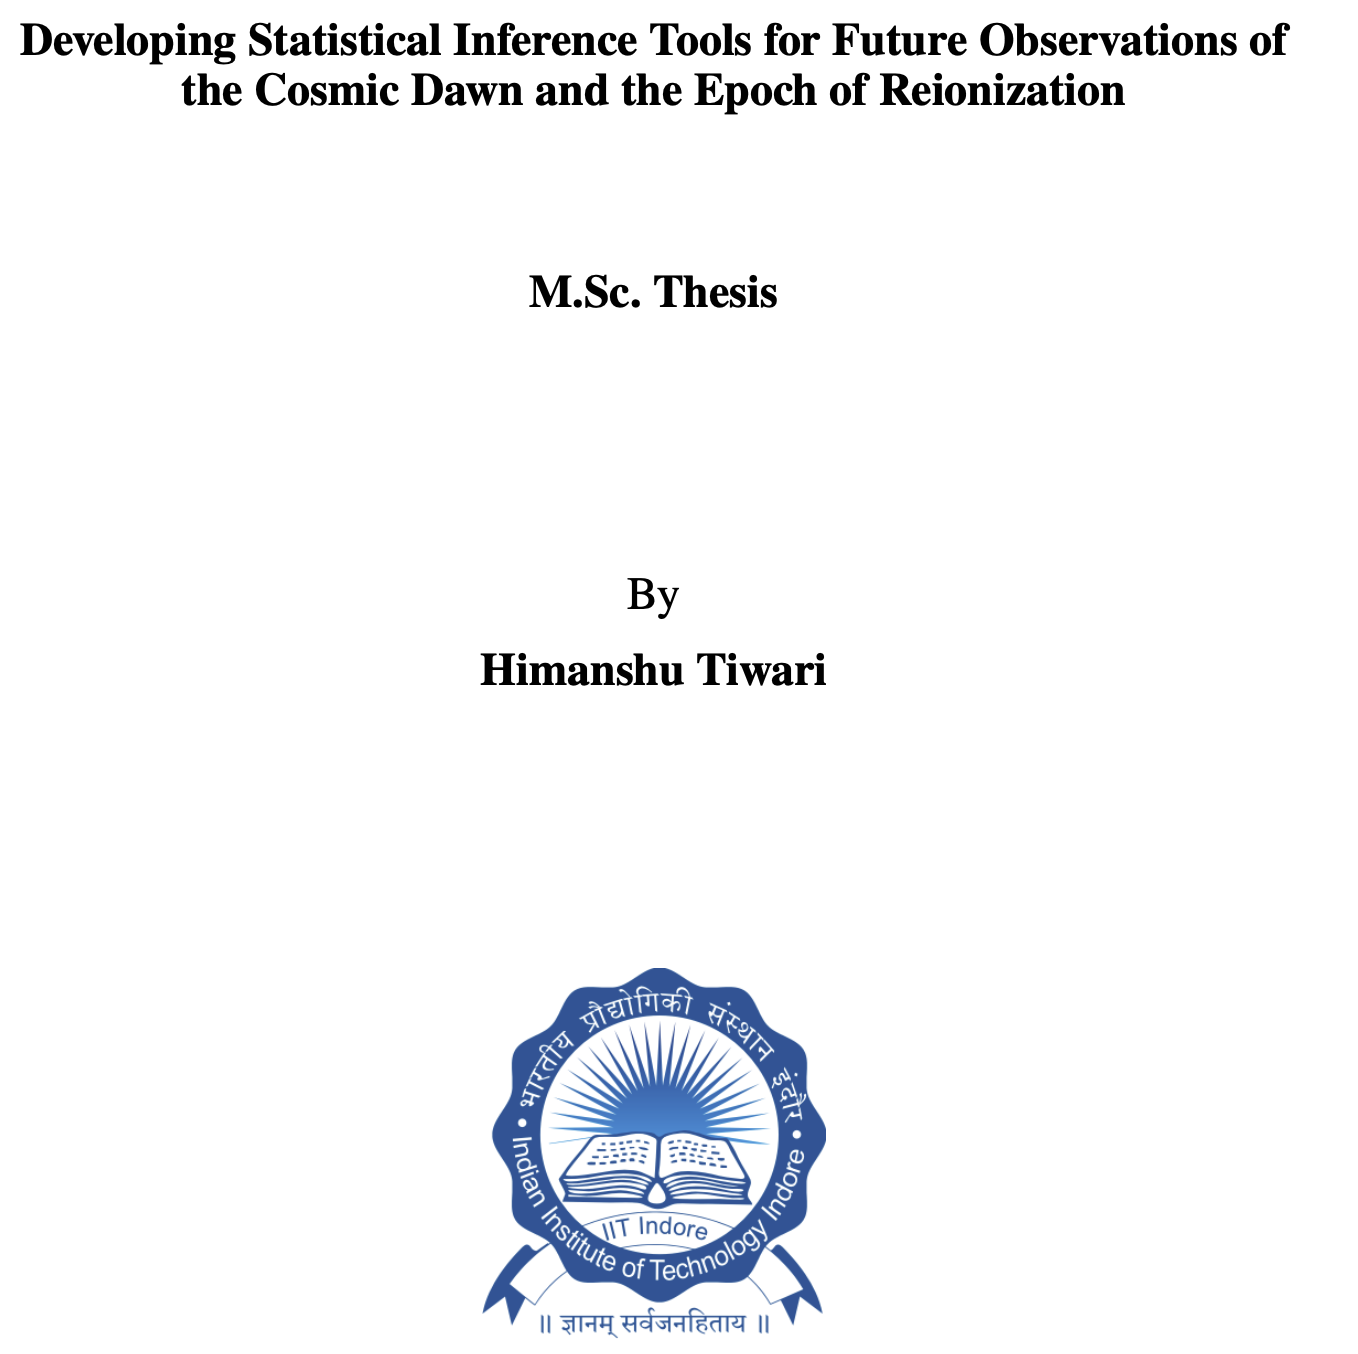 Developing Statistical Inference Tools for Future Observations of
the Cosmic Dawn and the Epoch of Reionization
M.Sc. Thesis
By
Himanshu Tiwari
भारतीय प्रौद्योगिकी संस्थान इंदौर
Indian Institute of Technology Indore
IIT Indore
॥ ज्ञानम् सर्वजनहिताय ॥